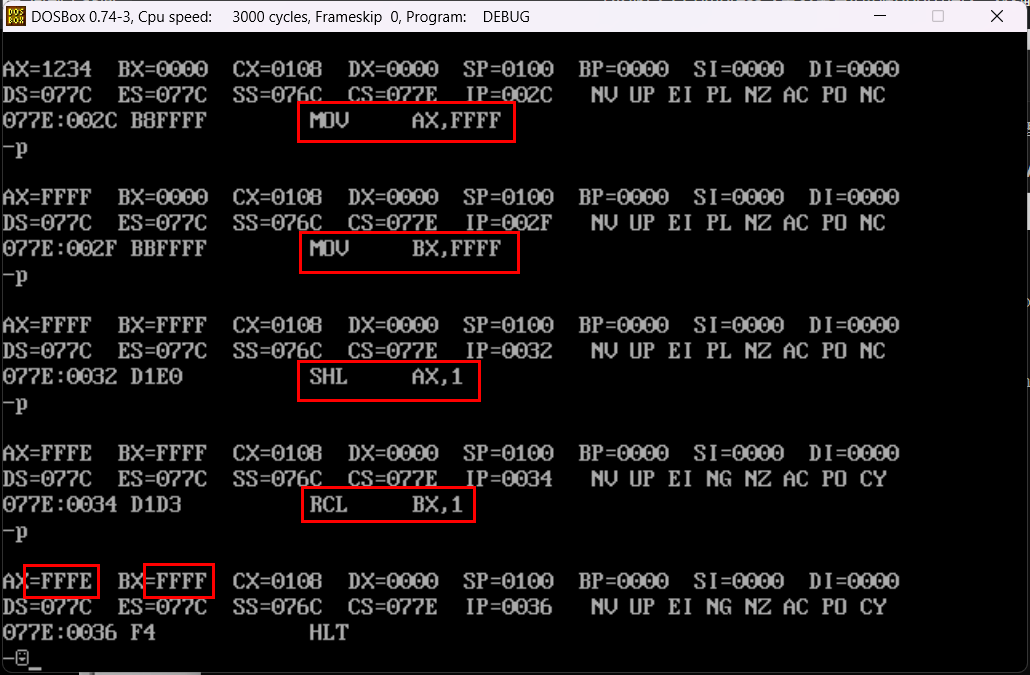 DOSBox 0.74-3, Cpu speed: 3000 cycles, Frameskip 0, Program: DEBUG
AX=1234 BX=0000 CX=0108 DX=0000 SP=0100 BP=0000 SI=0000 DI=0000
DS=077C ES=077C SS=076C CS=077E IP=002C NV UP EI PL NZ AC PO NC
077E:002C B8FFFF MOV AX,FFFF
-p
AX=FFFF BX=0000 CX=0108 DX=0000 SP=0100 BP=0000 SI=0000 DI=0000
DS=077C ES=077C SS=076C CS=077E IP=002F NV UP EI PL NZ AC PO NC
077E:002F BBFFFF MOV BX,FFFF
-p
AX=FFFF BX=FFFF CX=0108 DX=0000 SP=0100 BP=0000 SI=0000 DI=0000
DS=077C ES=077C SS=076C CS=077E IP=0032 NV UP EI PL NZ AC PO NC
077E:0032 D1E0 SHL AX,1
-p
AX=FFFE BX=FFFF CX=0108 DX=0000 SP=0100 BP=0000 SI=0000 DI=0000
DS=077C ES=077C SS=076C CS=077E IP=0034 NV UP EI NG NZ AC PO CY
077E:0034 D1D3 RCL BX,1
-p
AX=FFFE BX=FFFF CX=0108 DX=0000 SP=0100 BP=0000 SI=0000 DI=0000
DS=077C ES=077C SS=076C CS=077E IP=0036 NV UP EI NG NZ AC PO CY
077E:0036 F4 HLT
-☺_